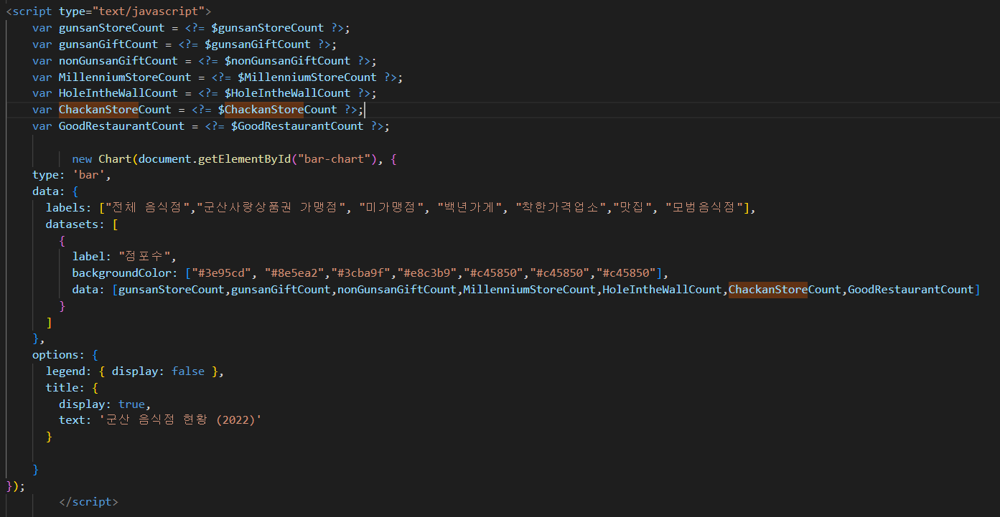 <script type="text/javascript">
var gunsanStoreCount = <?= $gunsanStoreCount ?>;
var gunsanGiftCount = <?= $gunsanGiftCount ?>;
var nonGunsanGiftCount = <?= $nonGunsanGiftCount ?>;
var MillenniumStoreCount = <?= $MillenniumStoreCount ?>;
var HoleIntheWallCount = <?= $HoleIntheWallCount ?>;
var ChackanStoreCount = <?= $ChackanStoreCount ?>;
var GoodRestaurantCount = <?= $GoodRestaurantCount ?>;
new Chart(document.getElementById("bar-chart"), {
type: 'bar',
data: {
labels: ["전체 음식점","군산사랑상품권 가맹점", "미가맹점", "백년가게", "착한가격업소","맛집", "모범음식점"],
datasets: [
{
label: "점포수",
backgroundColor: ["#3e95cd", "#8e5ea2","#3cba9f","#e8c3b9","#c45850","#c45850","#c45850"],
data: [gunsanStoreCount,gunsanGiftCount,nonGunsanGiftCount,MillenniumStoreCount,HoleIntheWallCount,ChackanStoreCount,GoodRestaurantCount]
}
]
},
options: {
legend: { display: false },
title: {
display: true,
text: '군산 음식점 현황 (2022)'
}
}
});
</script>